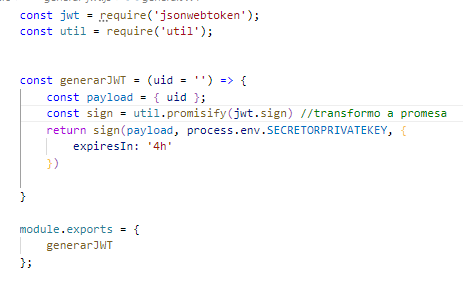 const jwt = require('jsonwebtoken');
const util = require('util');
const generarJWT = (uid = '') => {
const payload = { uid };
const sign = util.promisify(jwt.sign) //transformo a promesa
return sign(payload, process.env.SECRETORPRIVATEKEY, {
expiresIn: '4h'
})
}
module.exports = {
generarJWT
};